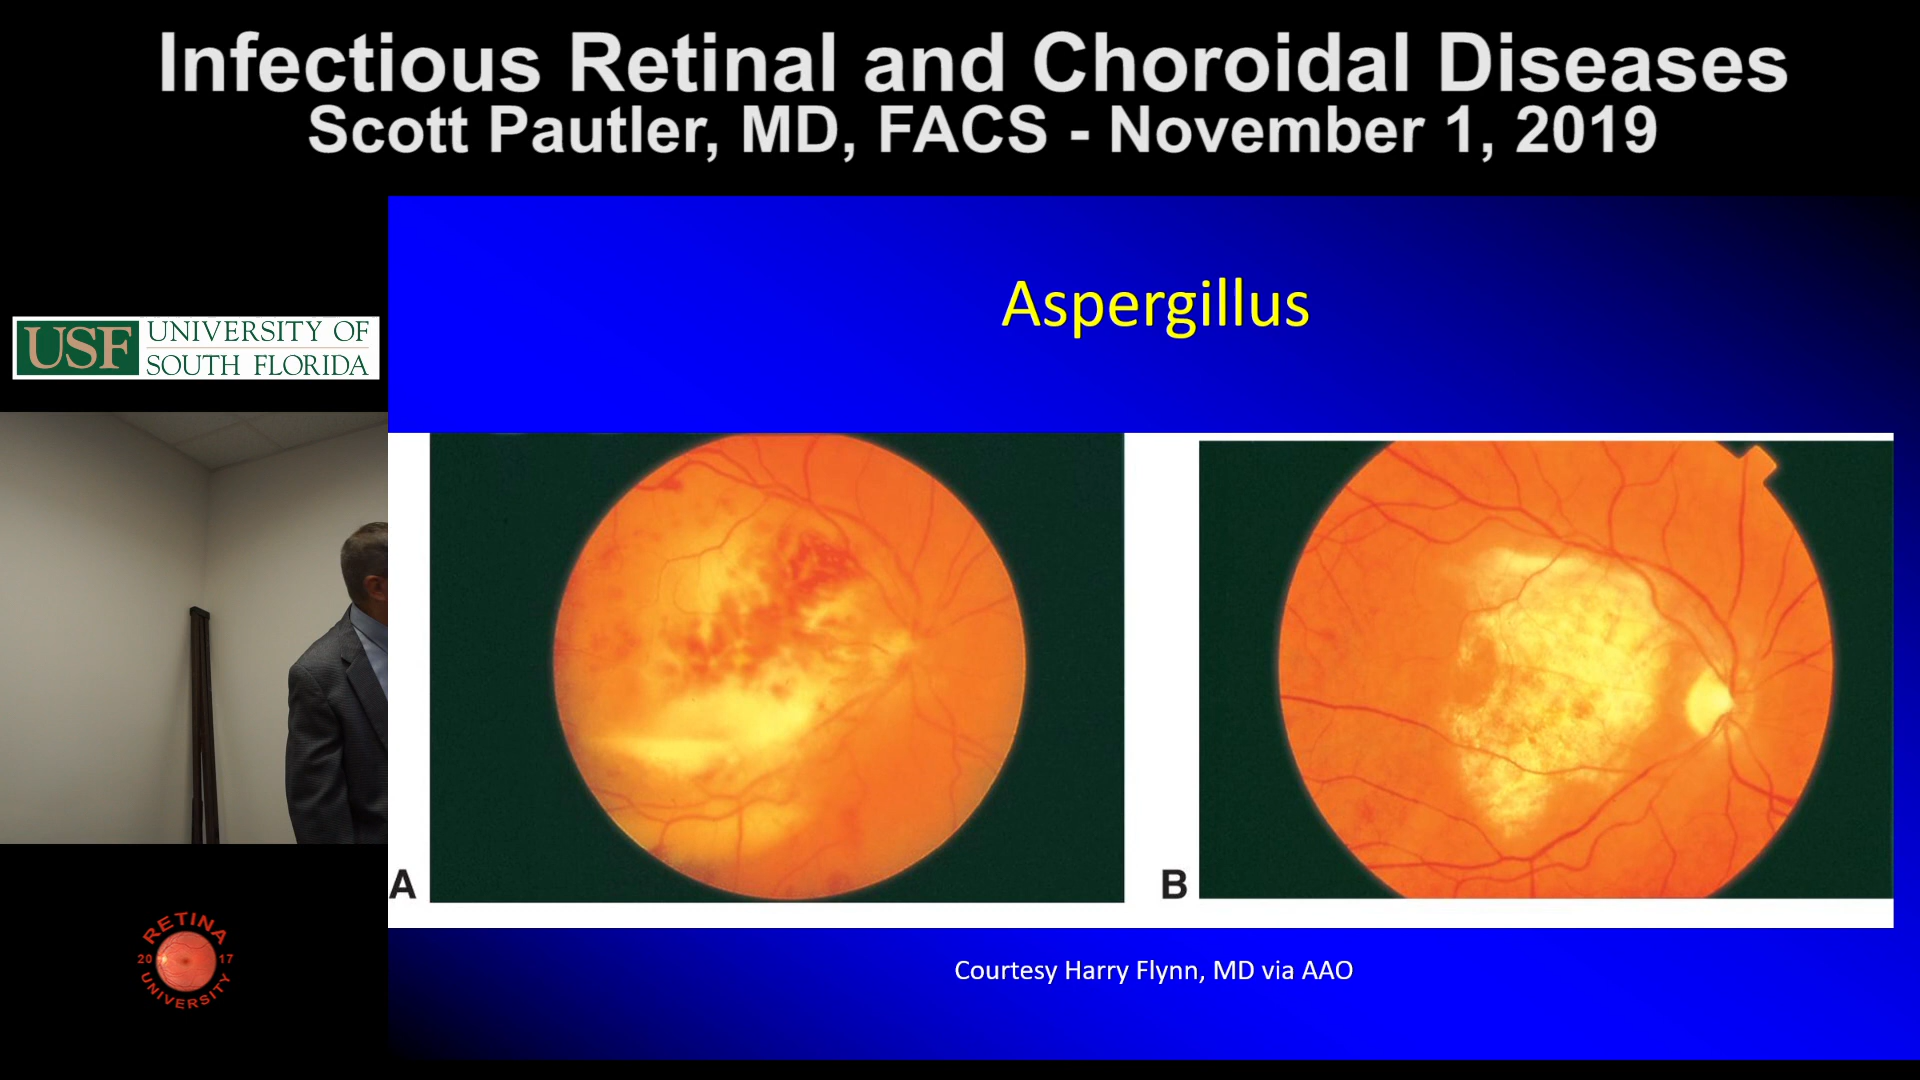 Infectious Retinal and Choroidal Diseases
Scott Pautler, MD, FACS - November 1, 2019
USF
UNIVERSITY OF
SOUTH FLORIDA
Aspergillus
A
B
Courtesy Harry Flynn, MD via AAO
RETINA
20 17
UNIVERSITY